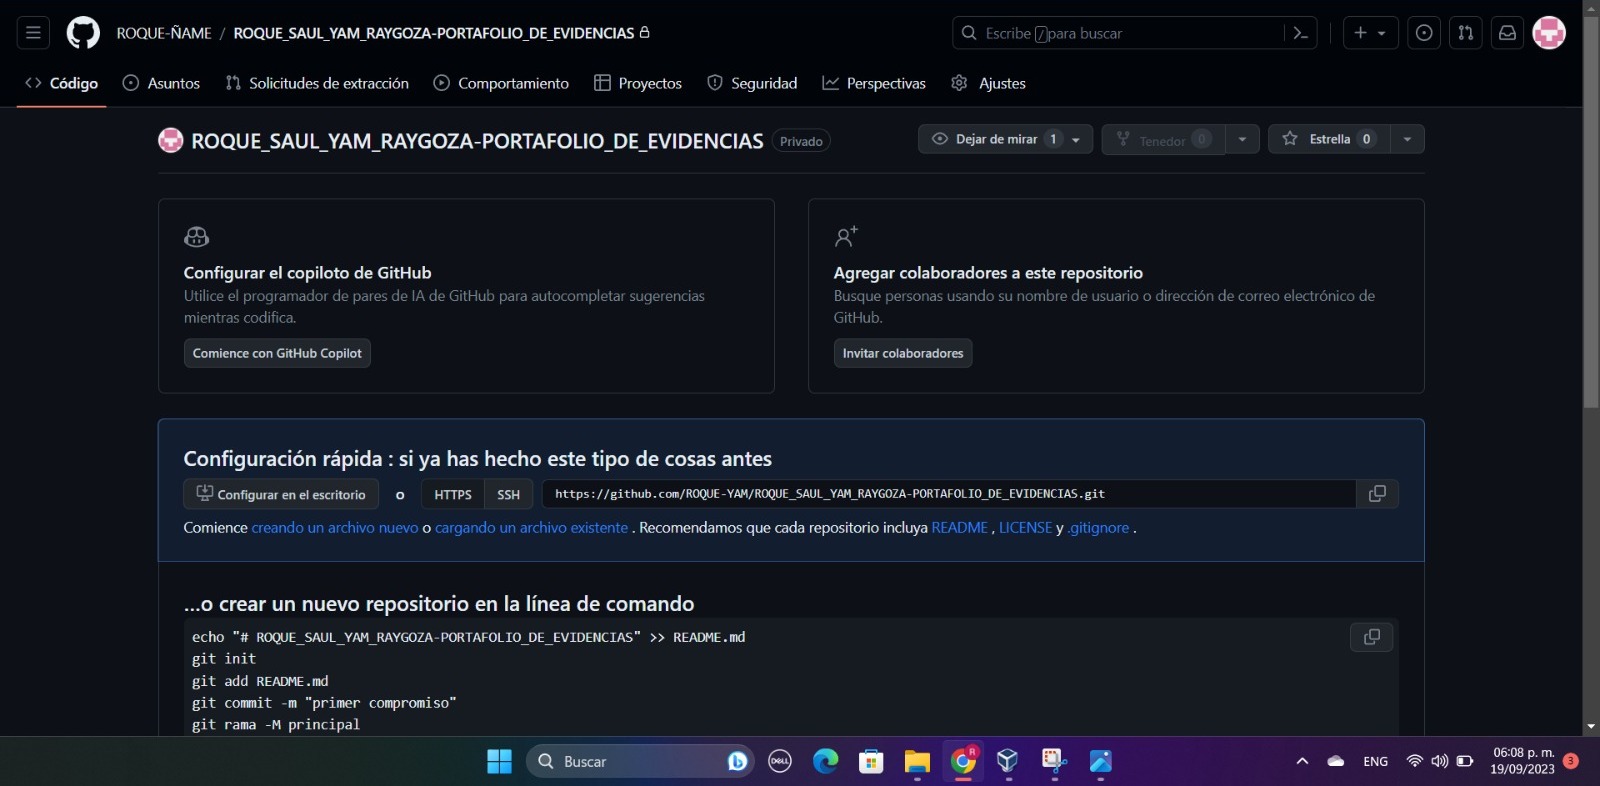 ROQUE-ÑAME / ROQUE_SAUL_YAM_RAYGOZA-PORTAFOLIO_DE_EVIDENCIAS
Escribe / para buscar
Código Asuntos Solicitudes de extracción Comportamiento Proyectos Seguridad Perspectivas Ajustes
ROQUE_SAUL_YAM_RAYGOZA-PORTAFOLIO_DE_EVIDENCIAS Privado
Dejar de mirar 1 Tenedor 0 Estrella 0
Configurar el copiloto de GitHub
Utilice el programador de pares de IA de GitHub para autocompletar sugerencias
mientras codifica.
Comience con GitHub Copilot
Agregar colaboradores a este repositorio
Busque personas usando su nombre de usuario o dirección de correo electrónico de
GitHub.
Invitar colaboradores
Configuración rápida : si ya has hecho este tipo de cosas antes
Configurar en el escritorio o HTTPS SSH https://github.com/ROQUE-YAM/ROQUE_SAUL_YAM_RAYGOZA-PORTAFOLIO_DE_EVIDENCIAS.git
Comience creando un archivo nuevo o cargando un archivo existente . Recomendamos que cada repositorio incluya README , LICENSE y .gitignore .
...o crear un nuevo repositorio en la línea de comando
echo "# ROQUE_SAUL_YAM_RAYGOZA-PORTAFOLIO_DE_EVIDENCIAS" >> README.md
git init
git add README.md
git commit -m "primer compromiso"
git rama -M principal
Buscar
DELL
R
ENG
06:08 p. m.
19/09/2023
3